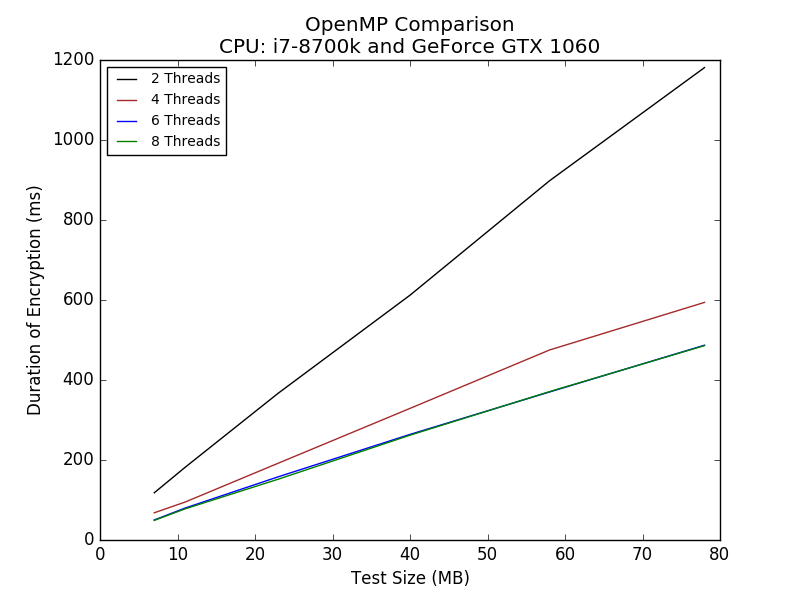 OpenMP Comparison
CPU: i7-8700k and GeForce GTX 1060
1200
1000
800
600
400
200
0
Duration of Encryption (ms)
2 Threads
4 Threads
6 Threads
8 Threads
0 10 20 30 40 50 60 70 80
Test Size (MB)